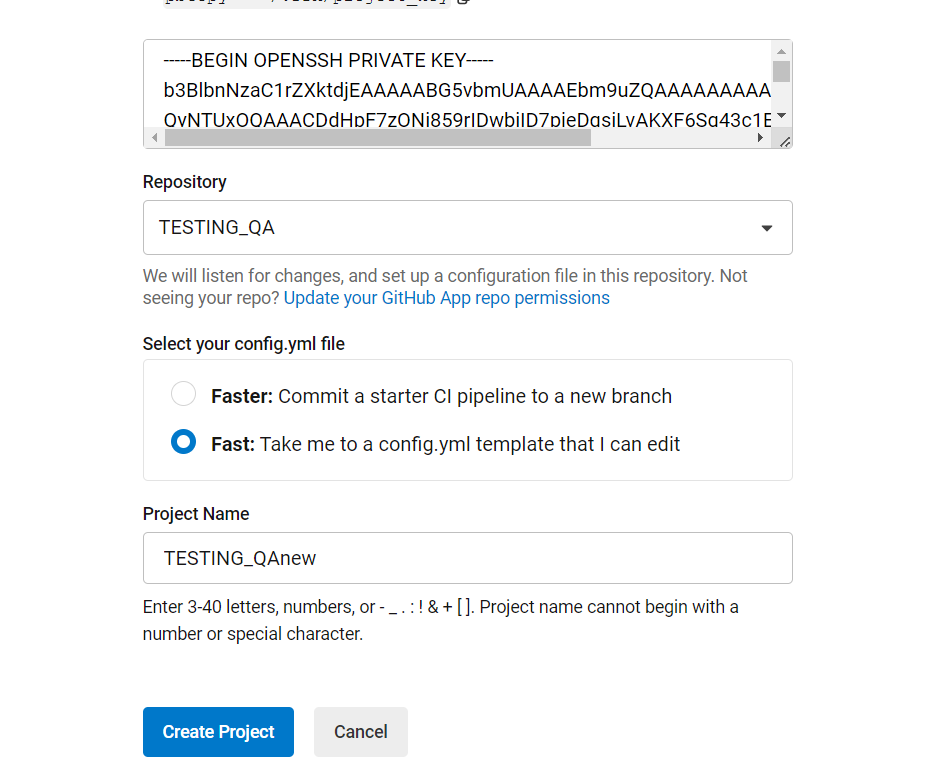 -----BEGIN OPENSSH PRIVATE KEY-----
b3BlbnNzaC1rZXktdjEAAAAABG5vbmUAAAAEbm9uZQAAAAAAAAA
Repository
TESTING_QA
We will listen for changes, and set up a configuration file in this repository. Not
seeing your repo? Update your GitHub App repo permissions
Select your config.yml file
Faster: Commit a starter CI pipeline to a new branch
Fast: Take me to a config.yml template that I can edit
Project Name
TESTING_QAnew
Enter 3-40 letters, numbers, or - _ . : ! & + [ ]. Project name cannot begin with a
number or special character.
Create Project
Cancel